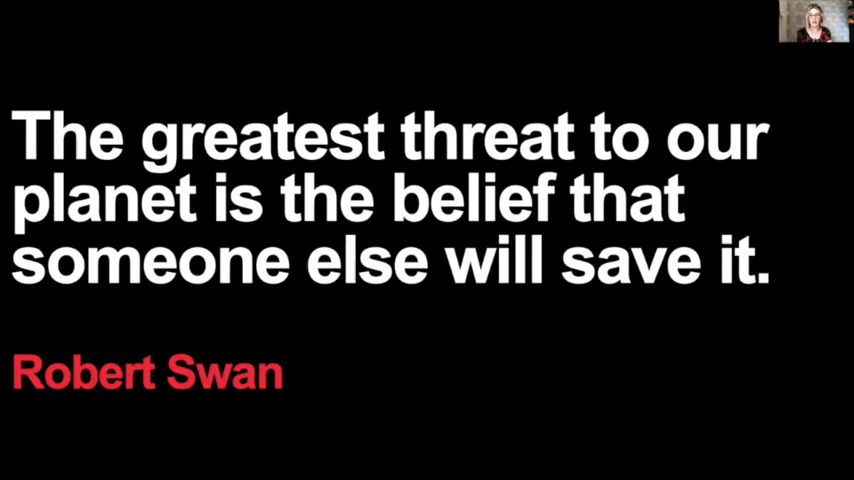 The greatest threat to our
planet is the belief that
someone else will save it.
Robert Swan